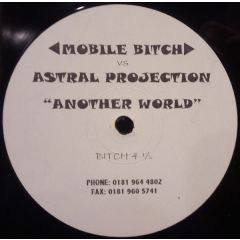 ◀MOBILE BITCH▶
vs
ASTRAL PROJECTION
"ANOTHER WORLD"
BITCH 4 ½
PHONE: 0181 964 4802
FAX: 0181 960 5741